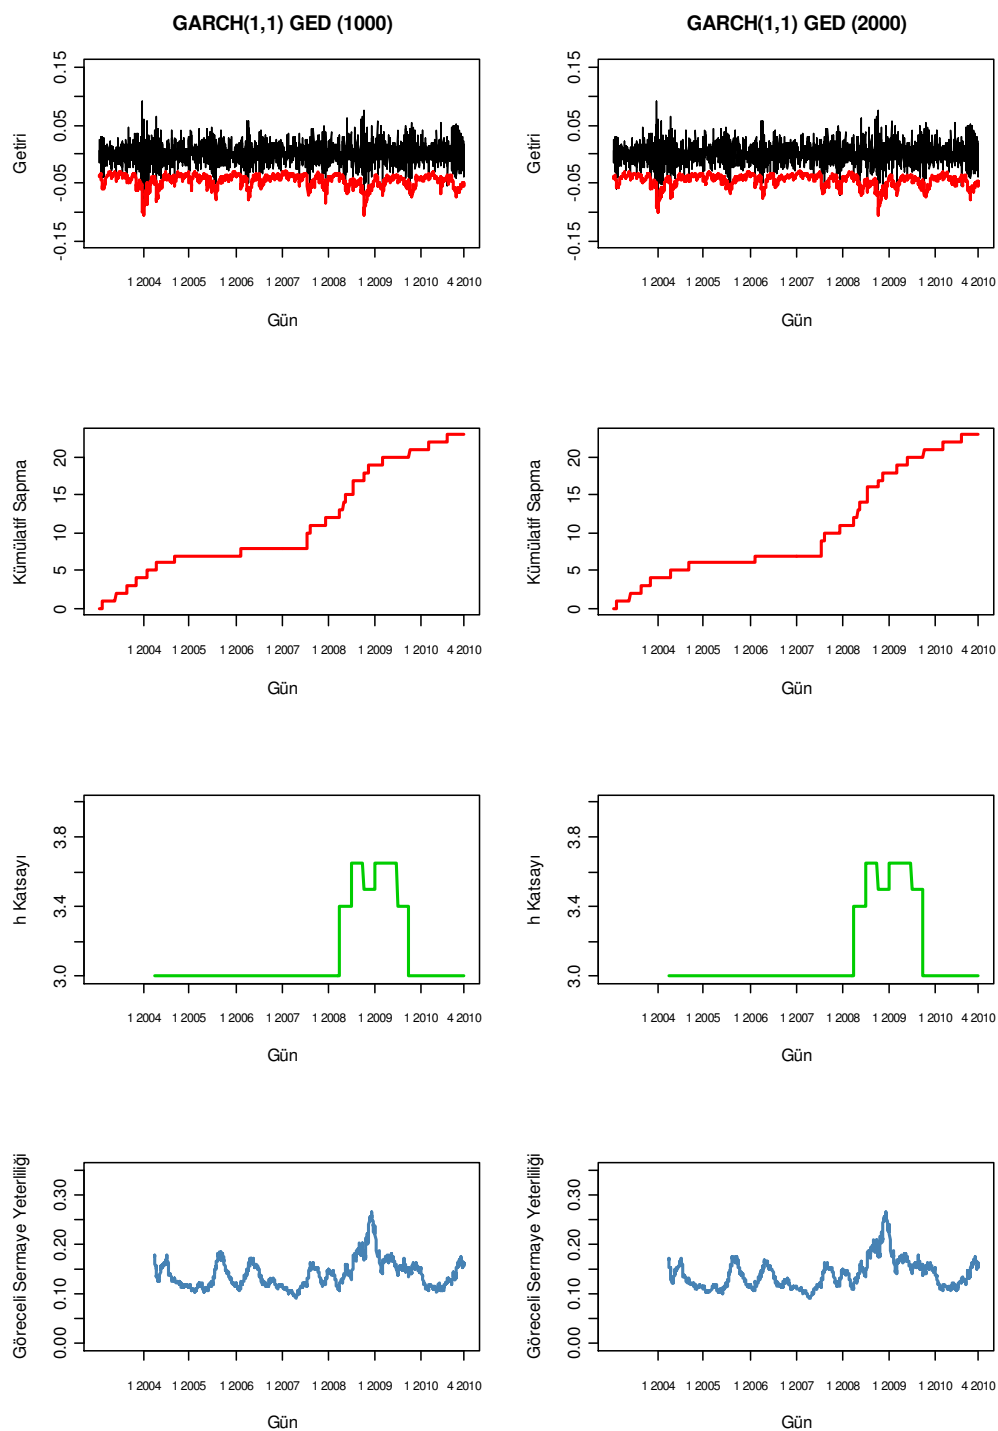 GARCH(1,1) GED (1000)
Getiri
0.15
0.05
-0.05
-0.15
1 2004 1 2005 1 2006 1 2007 1 2008 1 2009 1 2010 4 2010
Gün
Kümülatif Sapma
20
15
10
5
0
1 2004 1 2005 1 2006 1 2007 1 2008 1 2009 1 2010 4 2010
Gün
h Katsayı
3.8
3.4
3.0
1 2004 1 2005 1 2006 1 2007 1 2008 1 2009 1 2010 4 2010
Gün
Göreceli Sermaye Yeterliliği
0.30
0.20
0.10
0.00
1 2004 1 2005 1 2006 1 2007 1 2008 1 2009 1 2010 4 2010
Gün
GARCH(1,1) GED (2000)
Getiri
0.15
0.05
-0.05
-0.15
1 2004 1 2005 1 2006 1 2007 1 2008 1 2009 1 2010 4 2010
Gün
Kümülatif Sapma
20
15
10
5
0
1 2004 1 2005 1 2006 1 2007 1 2008 1 2009 1 2010 4 2010
Gün
h Katsayı
3.8
3.4
3.0
1 2004 1 2005 1 2006 1 2007 1 2008 1 2009 1 2010 4 2010
Gün
Göreceli Sermaye Yeterliliği
0.30
0.20
0.10
0.00
1 2004 1 2005 1 2006 1 2007 1 2008 1 2009 1 2010 4 2010
Gün